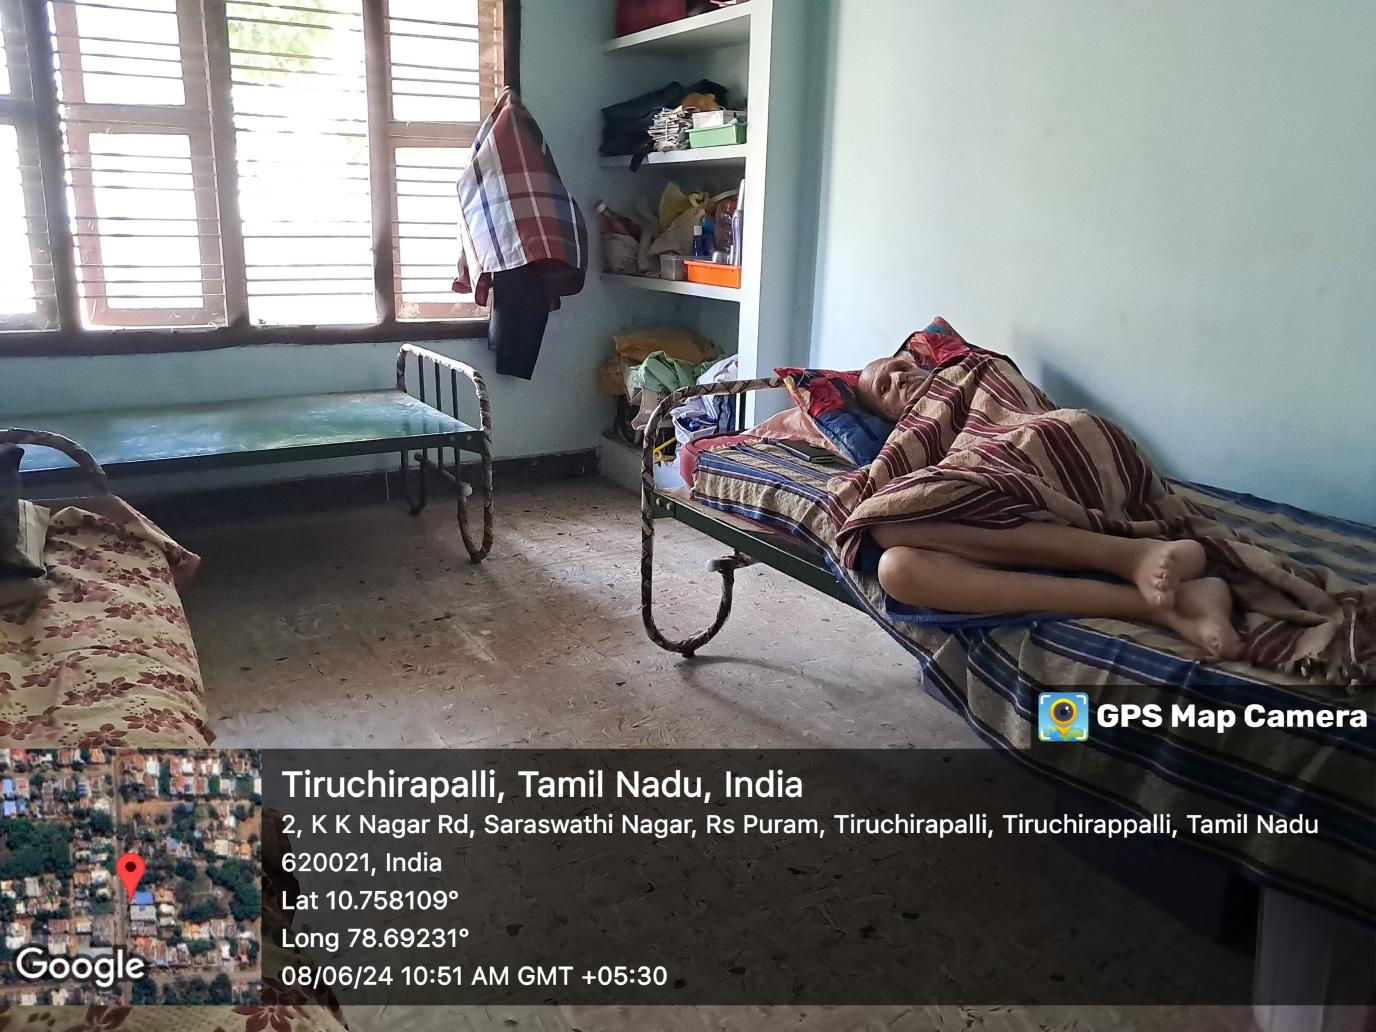 GPS Map Camera
Tiruchirapalli, Tamil Nadu, India
2, K K Nagar Rd, Saraswathi Nagar, Rs Puram, Tiruchirapalli, Tiruchirappalli, Tamil Nadu
620021, India
Lat 10.758109°
Long 78.69231°
08/06/24 10:51 AM GMT +05:30
Google